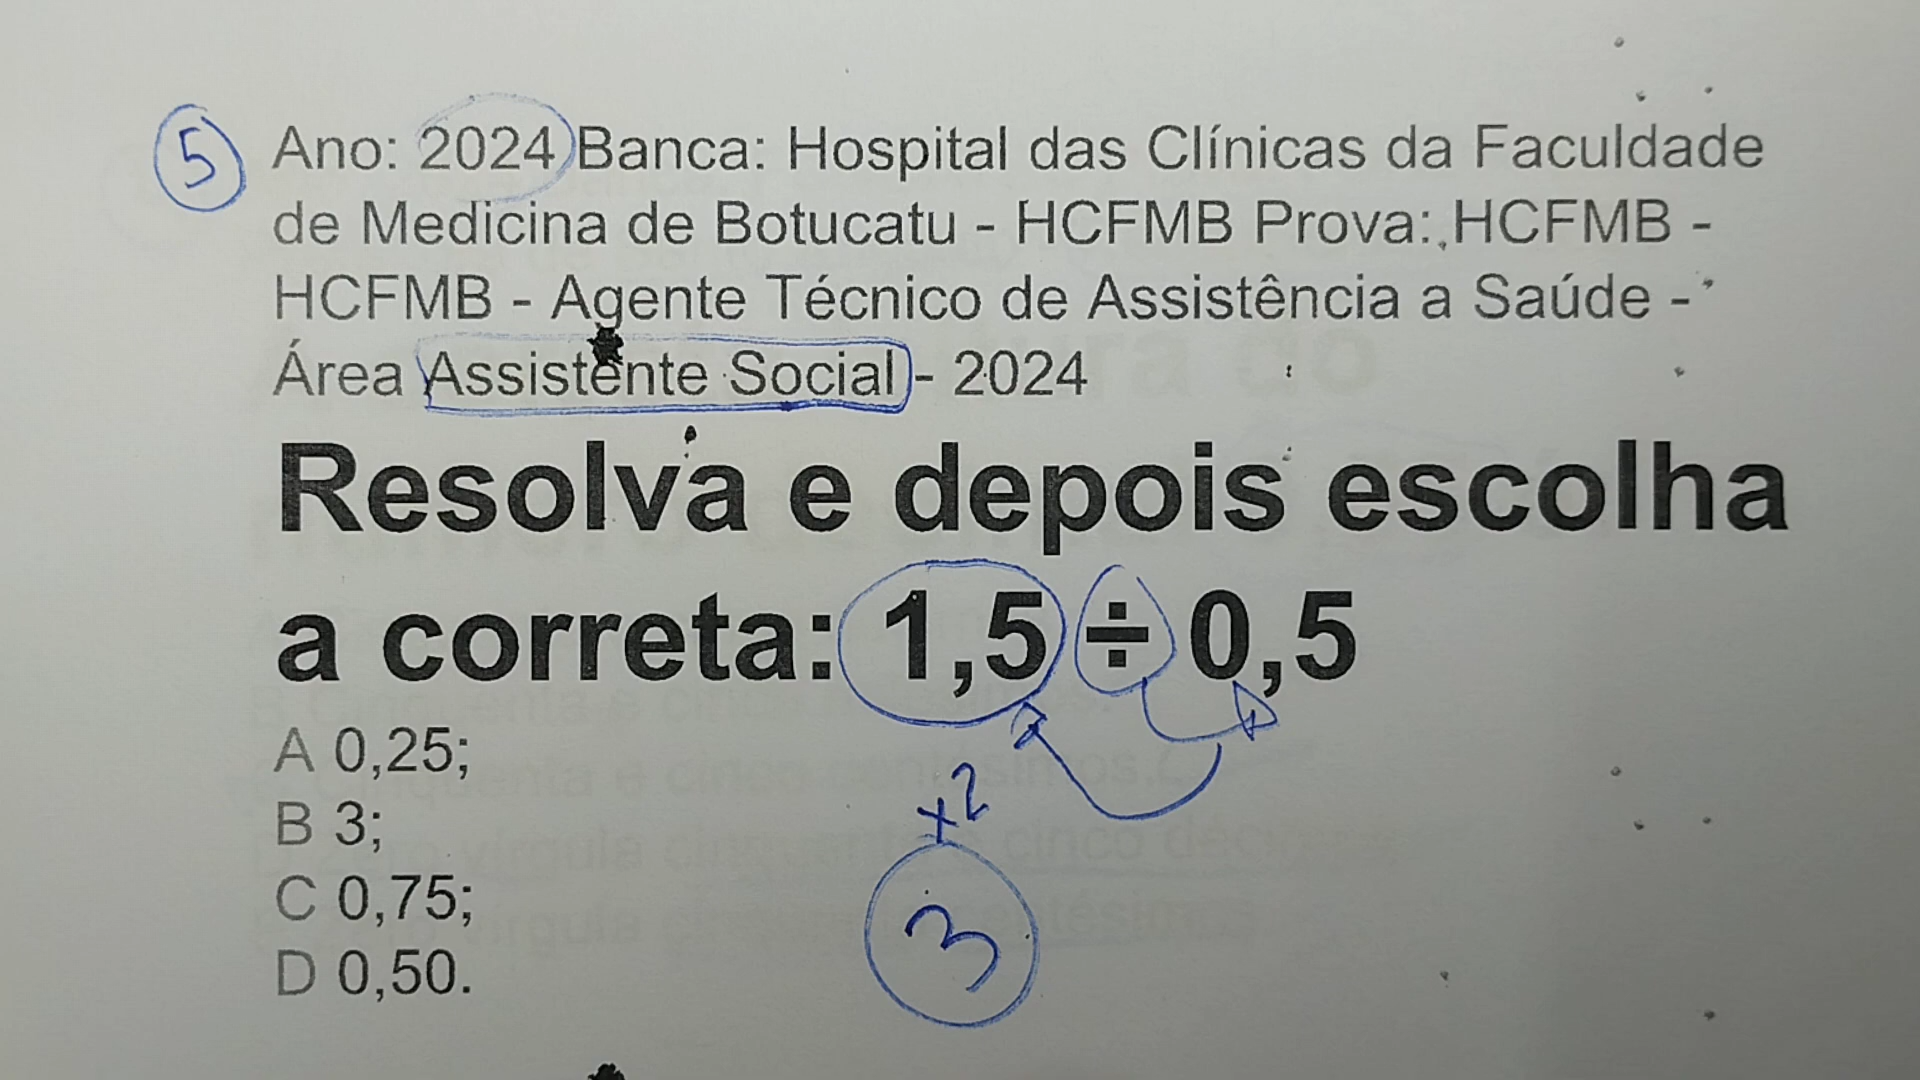 5 Ano: 2024 Banca: Hospital das Clínicas da Faculdade
de Medicina de Botucatu - HCFMB Prova: HCFMB -
HCFMB - Agente Técnico de Assistência a Saúde -
Área Assistente Social - 2024
Resolva e depois escolha
a correta: 1,5 ÷ 0,5
A 0,25;
B 3;
C 0,75;
D 0,50.
x2
3